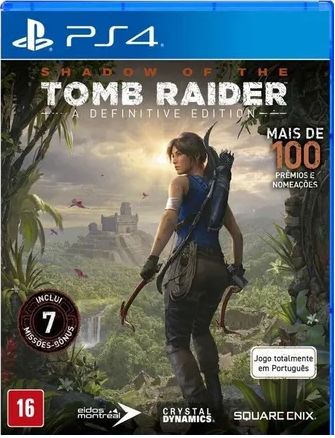 PS4
SHADOW OF THE
TOMB RAIDER
A DEFINITIVE EDITION
MAIS DE
100
PRÊMIOS E
NOMEAÇÕES
INCLUI
7
MISSÕES-BÔNUS
Jogo totalmente
em Português
16
eidos
montréal
CRYSTAL
DYNAMICS
SQUARE ENIX